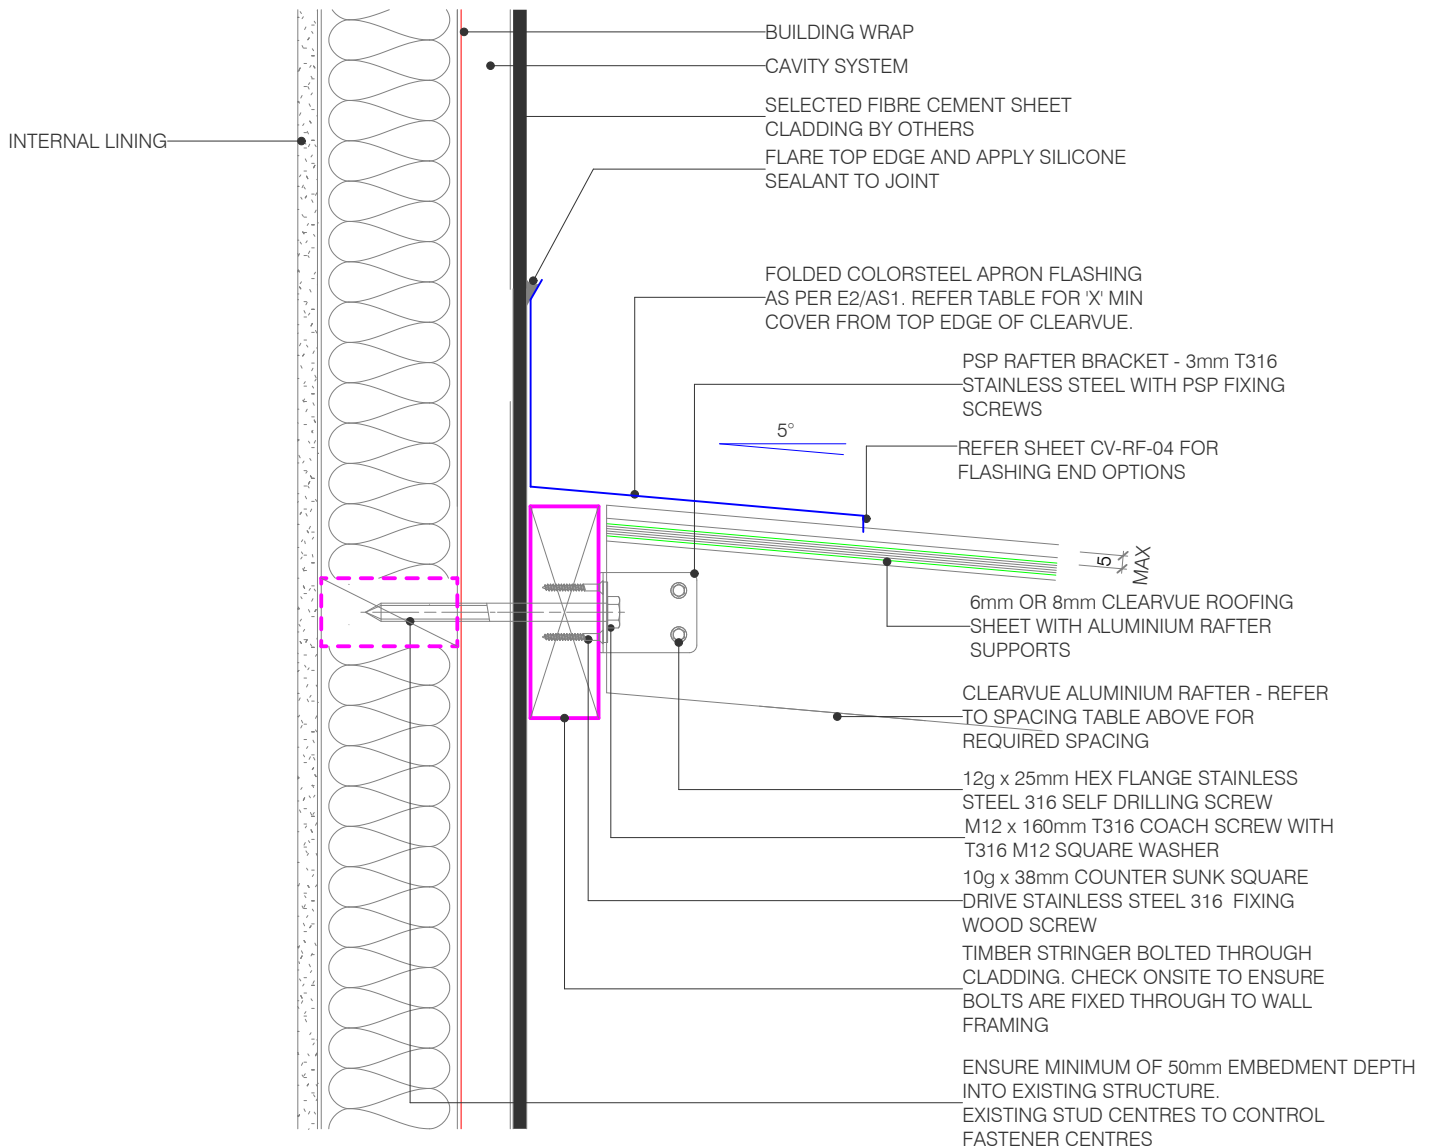 BUILDING WRAP
CAVITY SYSTEM
SELECTED FIBRE CEMENT SHEET
CLADDING BY OTHERS
INTERNAL LINING
FLARE TOP EDGE AND APPLY SILICONE
SEALANT TO JOINT
FOLDED COLORSTEEL APRON FLASHING
AS PER E2/AS1. REFER TABLE FOR 'X' MIN
COVER FROM TOP EDGE OF CLEARVUE.
PSP RAFTER BRACKET - 3mm T316
STAINLESS STEEL WITH PSP FIXING
SCREWS
5°
REFER SHEET CV-RF-04 FOR
FLASHING END OPTIONS
5
MAX
6mm OR 8mm CLEARVUE ROOFING
SHEET WITH ALUMINIUM RAFTER
SUPPORTS
CLEARVUE ALUMINIUM RAFTER - REFER
TO SPACING TABLE ABOVE FOR
REQUIRED SPACING
12g x 25mm HEX FLANGE STAINLESS
STEEL 316 SELF DRILLING SCREW
M12 x 160mm T316 COACH SCREW WITH
T316 M12 SQUARE WASHER
10g x 38mm COUNTER SUNK SQUARE
DRIVE STAINLESS STEEL 316 FIXING
WOOD SCREW
TIMBER STRINGER BOLTED THROUGH
CLADDING. CHECK ONSITE TO ENSURE
BOLTS ARE FIXED THROUGH TO WALL
FRAMING
ENSURE MINIMUM OF 50mm EMBEDMENT DEPTH
INTO EXISTING STRUCTURE.
EXISTING STUD CENTRES TO CONTROL
FASTENER CENTRES